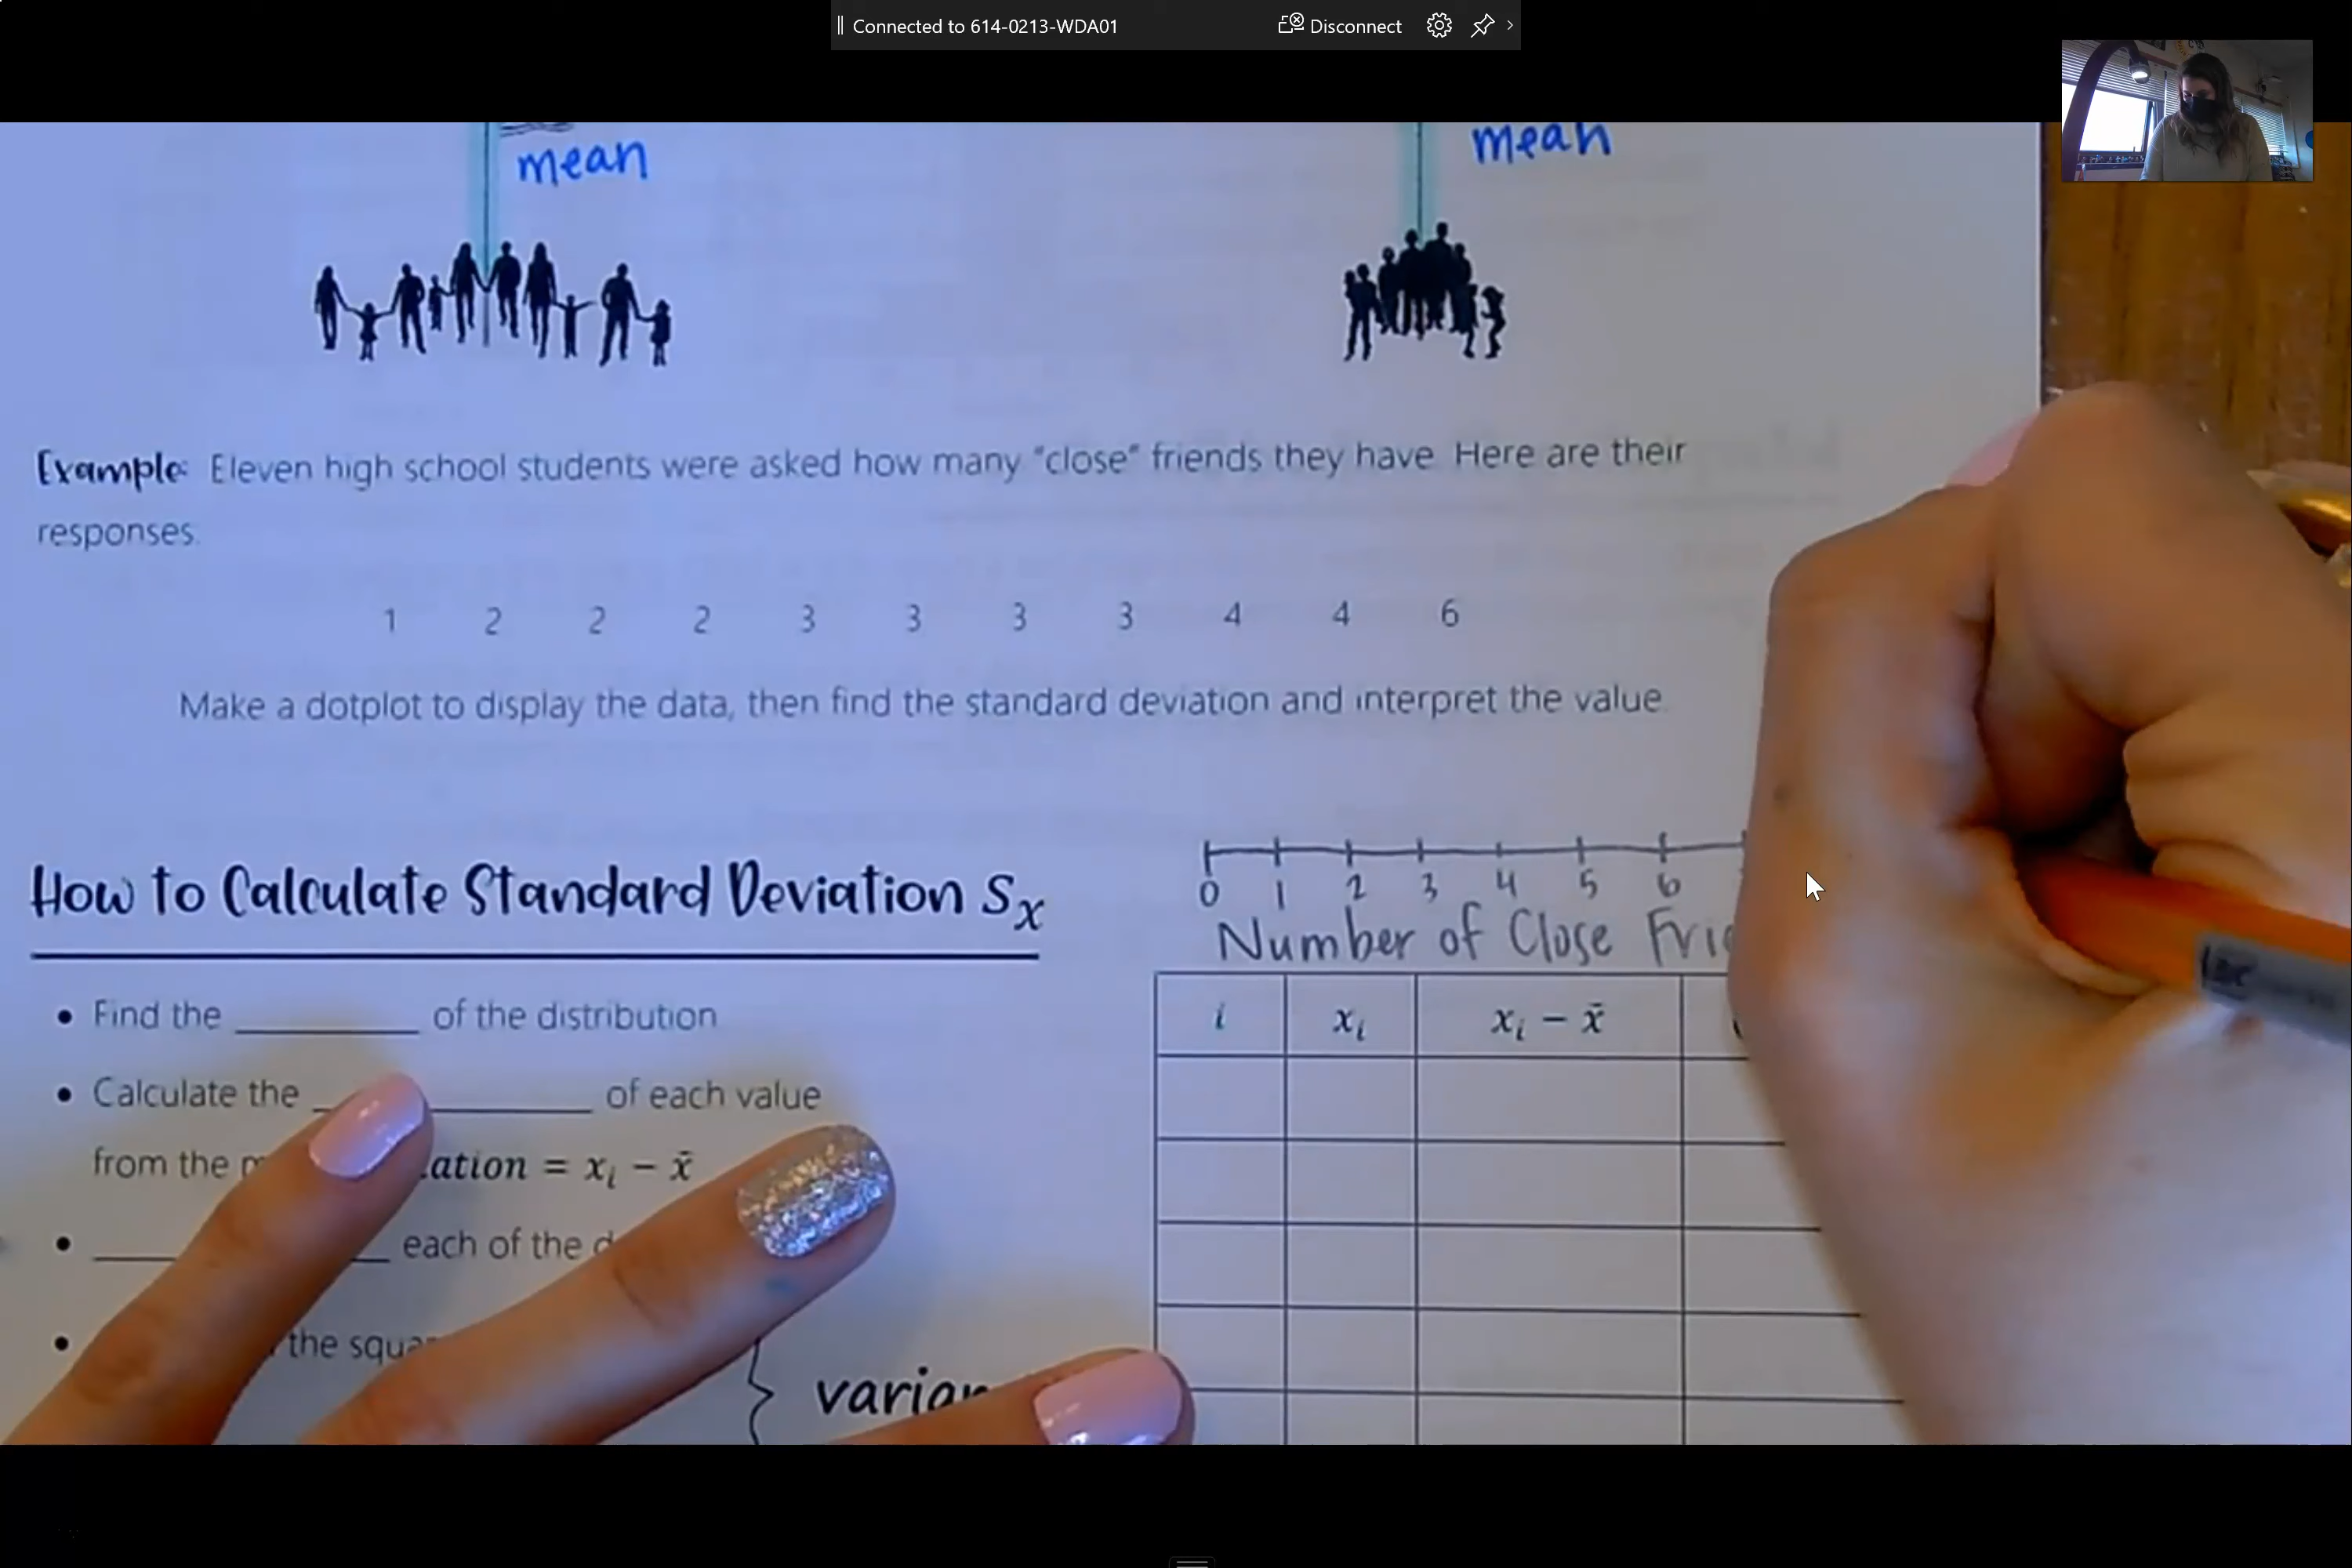 Connected to 614-0213-WDA01 Disconnect
mean mean
Example: Eleven high school students were asked how many "close" friends they have. Here are their
responses.
1 2 2 2 3 3 3 3 4 4 6
Make a dotplot to display the data, then find the standard deviation and interpret the value.
0 1 2 3 4 5 6
Number of Close
How to Calculate Standard Deviation Sx
i xi xi − x̄
• Find the ________ of the distribution
• Calculate the ________ of each value
from the = xi − x̄
• ________ each of the
• the